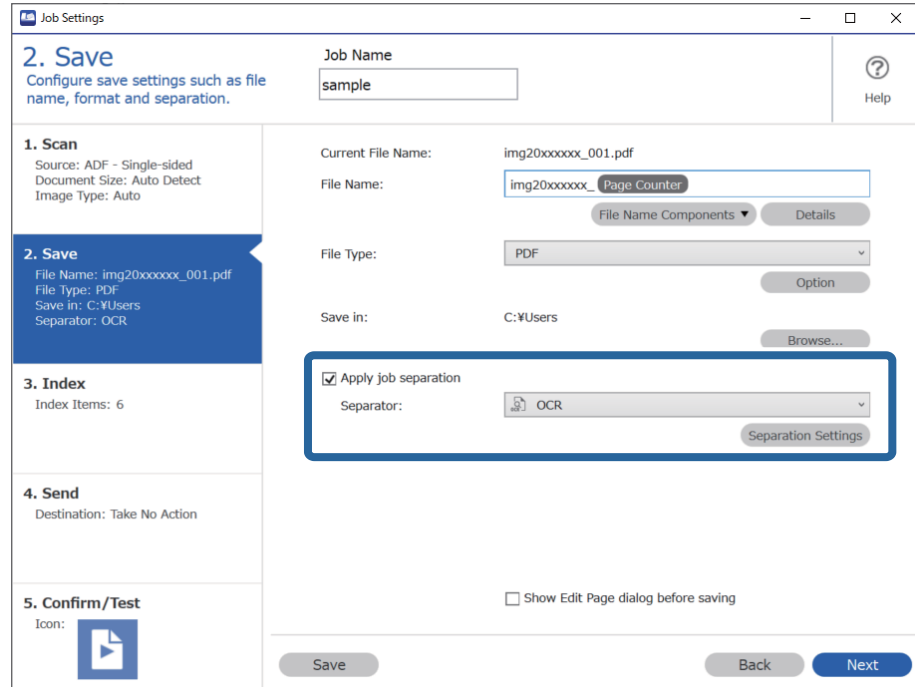 Job Settings
2. Save
Configure save settings such as file
name, format and separation.
Job Name
sample
Help
1. Scan
Source: ADF - Single-sided
Document Size: Auto Detect
Image Type: Auto
2. Save
File Name: img20xxxxxx_001.pdf
File Type: PDF
Save in: C:¥Users
Separator: OCR
3. Index
Index Items: 6
4. Send
Destination: Take No Action
5. Confirm/Test
Icon:
Current File Name: img20xxxxxx_001.pdf
File Name: img20xxxxxx_ Page Counter
File Name Components ▼ Details
File Type: PDF
Option
Save in: C:¥Users
Browse...
Apply job separation
Separator: OCR
Separation Settings
Show Edit Page dialog before saving
Save Back Next